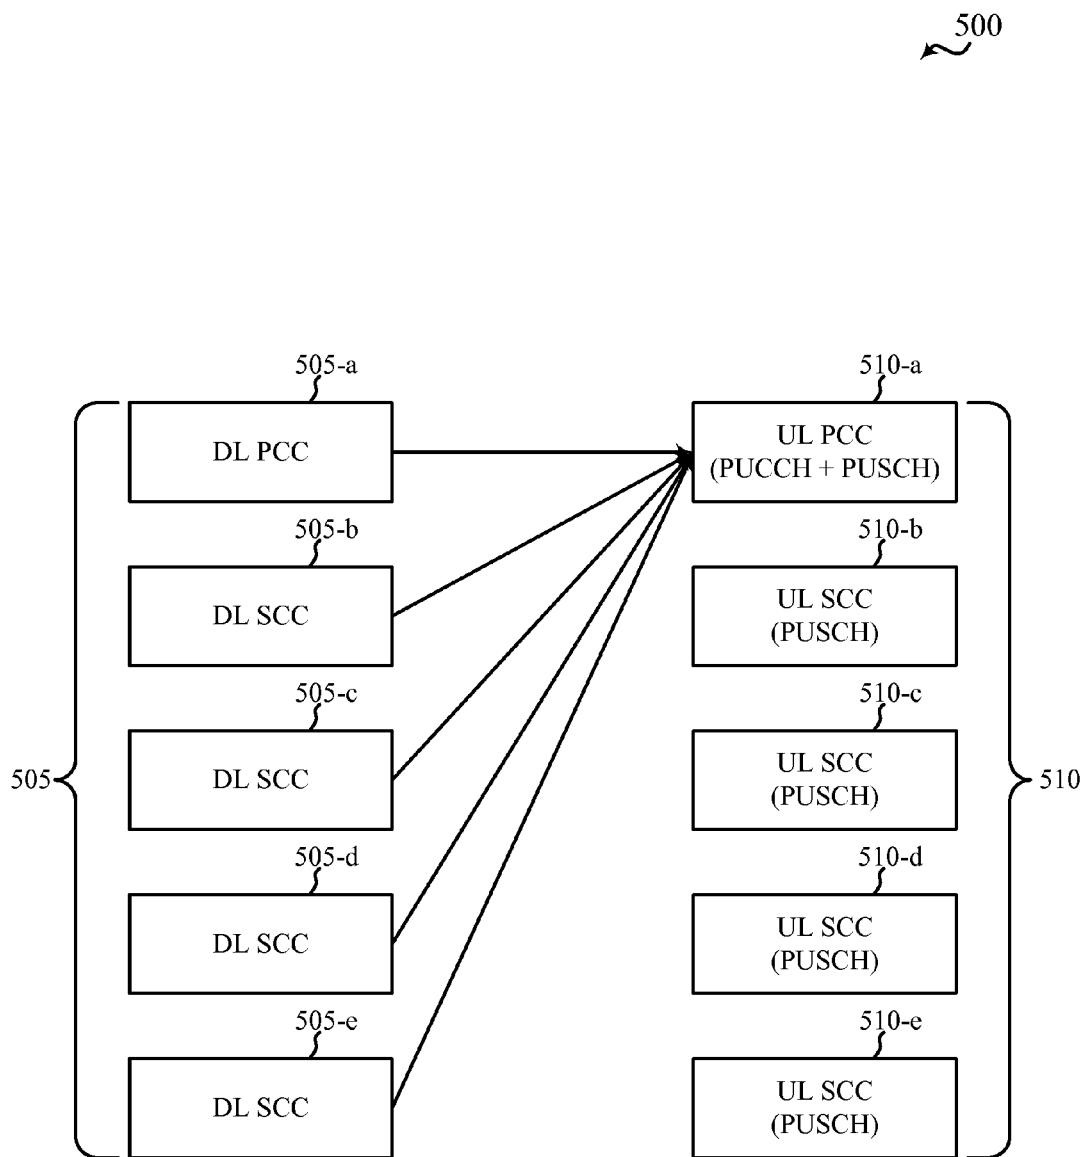 500
505-a
510-a
DL PCC
UL PCC
(PUCCH + PUSCH)
505-b
510-b
DL SCC
UL SCC
(PUSCH)
505-c
510-c
505
DL SCC
UL SCC
(PUSCH)
510
505-d
510-d
DL SCC
UL SCC
(PUSCH)
505-e
510-e
DL SCC
UL SCC
(PUSCH)